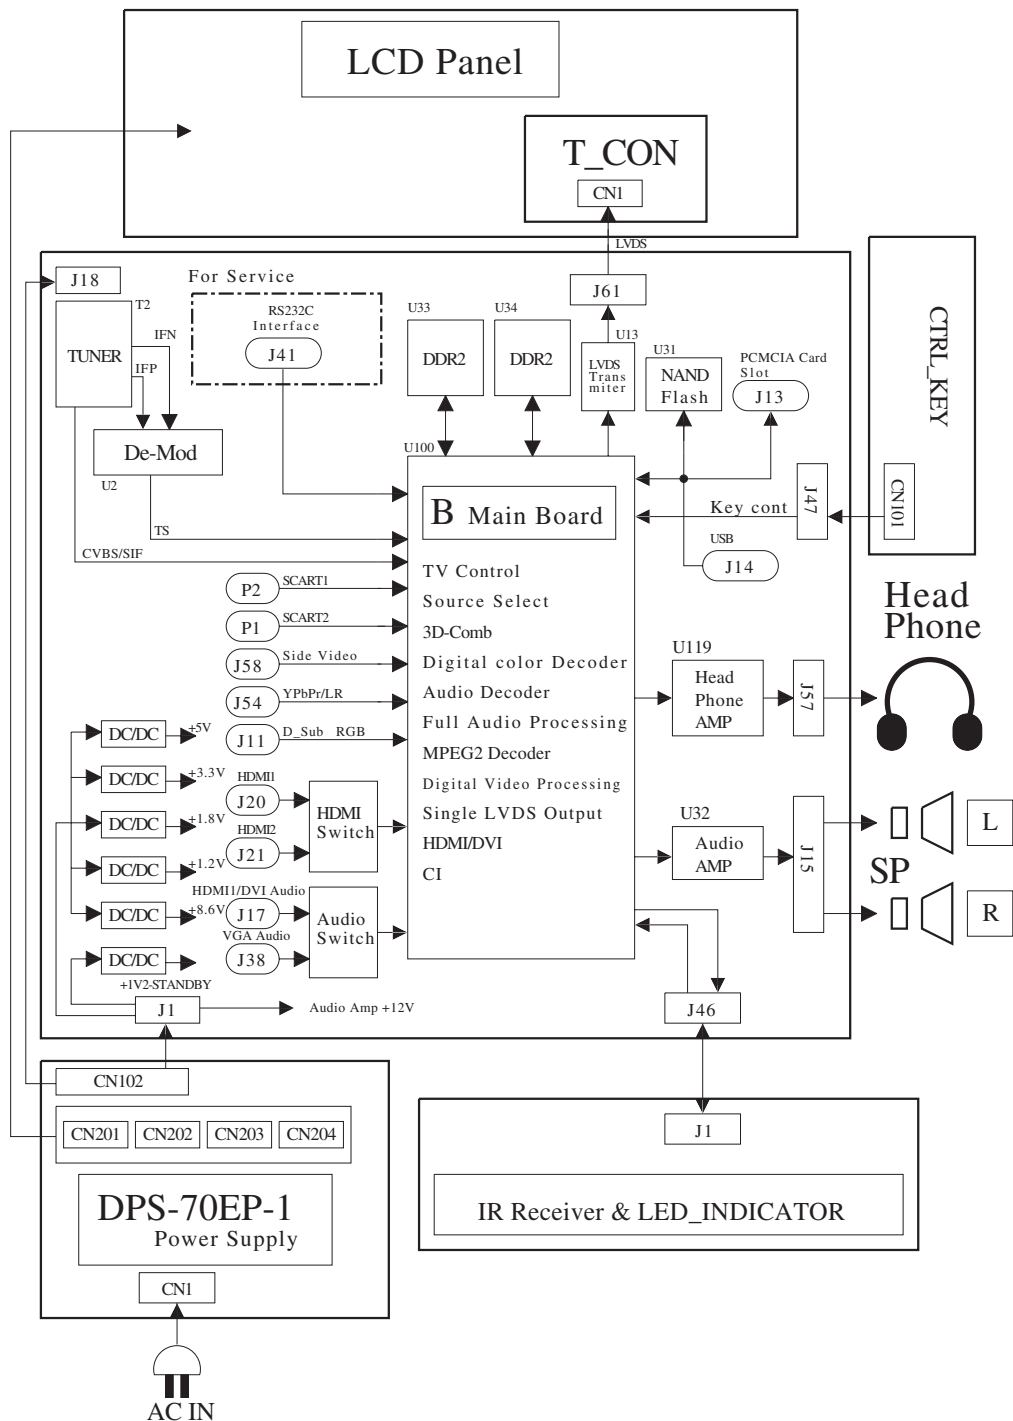 LCD Panel
T_CON
CN1
LVDS
J18
For Service
RS232C
Interface
J41
T2
TUNER
IFN
IFP
De-Mod
U2
TS
CVBS/SIF
U33
DDR2
U34
DDR2
J61
U13
LVDS
Trans
miter
U31
NAND
Flash
PCMCIA Card
Slot
J13
CTRL_KEY
CN101
J47
Key cont
USB
J14
U100
B Main Board
TV Control
Source Select
3D-Comb
Digital color Decoder
Audio Decoder
Full Audio Processing
MPEG2 Decoder
Digital Video Processing
Single LVDS Output
HDMI/DVI
CI
P2
SCART1
P1
SCART2
J58
Side Video
J54
YPbPr/LR
J11
D_Sub RGB
HDMI1
J20
HDMI2
J21
HDMI
Switch
HDMI1/DVI Audio
J17
VGA Audio
J38
Audio
Switch
DC/DC
+5V
DC/DC
+3.3V
DC/DC
+1.8V
DC/DC
+1.2V
DC/DC
+8.6V
DC/DC
+1V2-STANDBY
J1
Audio Amp +12V
U119
Head
Phone
AMP
J57
Head
Phone
U32
Audio
AMP
J15
SP
L
R
J46
J1
IR Receiver & LED_INDICATOR
CN102
CN201
CN202
CN203
CN204
DPS-70EP-1
Power Supply
CN1
AC IN